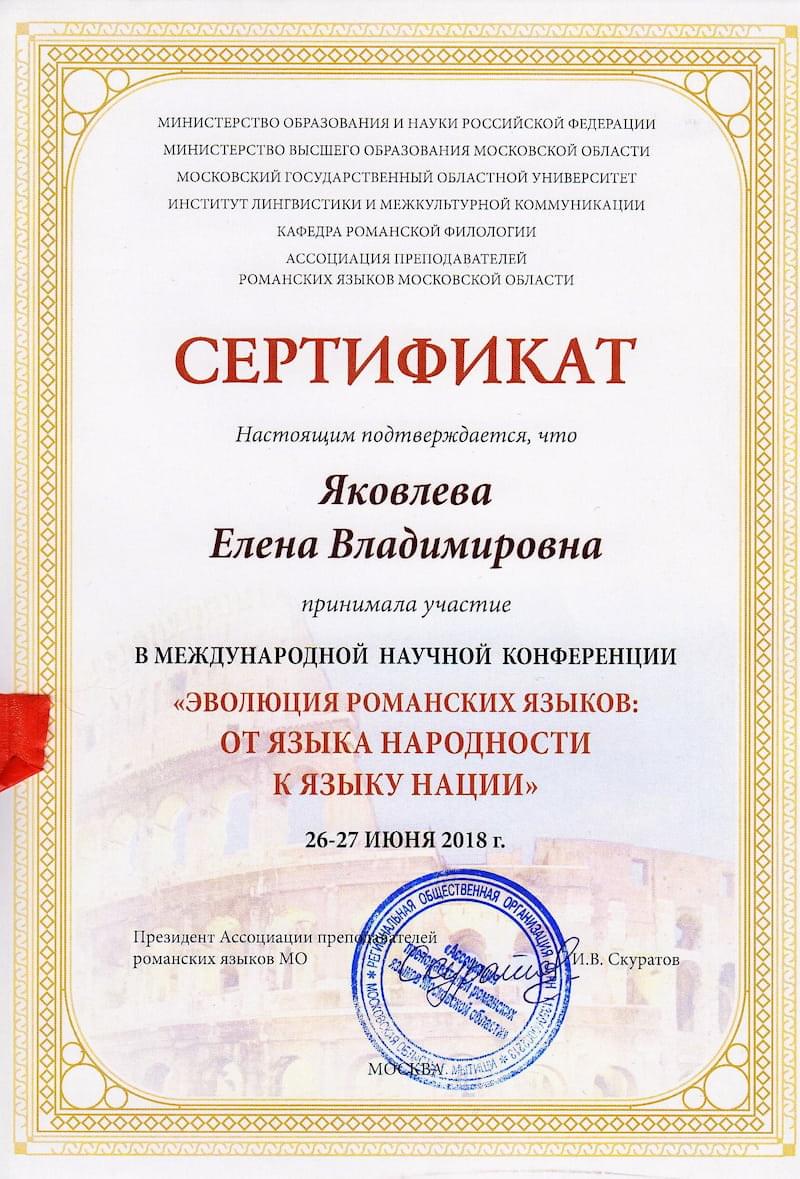 МИНИСТЕРСТВО ОБРАЗОВАНИЯ И НАУКИ РОССИЙСКОЙ ФЕДЕРАЦИИ
МИНИСТЕРСТВО ВЫСШЕГО ОБРАЗОВАНИЯ МОСКОВСКОЙ ОБЛАСТИ
МОСКОВСКИЙ ГОСУДАРСТВЕННЫЙ ОБЛАСТНОЙ УНИВЕРСИТЕТ
ИНСТИТУТ ЛИНГВИСТИКИ И МЕЖКУЛЬТУРНОЙ КОММУНИКАЦИИ
КАФЕДРА РОМАНСКОЙ ФИЛОЛОГИИ
АССОЦИАЦИЯ ПРЕПОДАВАТЕЛЕЙ
РОМАНСКИХ ЯЗЫКОВ МОСКОВСКОЙ ОБЛАСТИ
СЕРТИФИКАТ
Настоящим подтверждается, что
Яковлева
Елена Владимировна
принимала участие
В МЕЖДУНАРОДНОЙ НАУЧНОЙ КОНФЕРЕНЦИИ
«ЭВОЛЮЦИЯ РОМАНСКИХ ЯЗЫКОВ:
ОТ ЯЗЫКА НАРОДНОСТИ
К ЯЗЫКУ НАЦИИ»
26-27 ИЮНЯ 2018 г.
Президент Ассоциации преподавателей
романских языков МО
И.В. Скуратов
РЕГИОНАЛЬНАЯ ОБЩЕСТВЕННАЯ ОРГАНИЗАЦИЯ
МОСКОВСКАЯ ОБЛАСТЬ г. МЫТИЩИ
«Ассоциация
преподавателей романских
языков Московской области»
МОСКВА